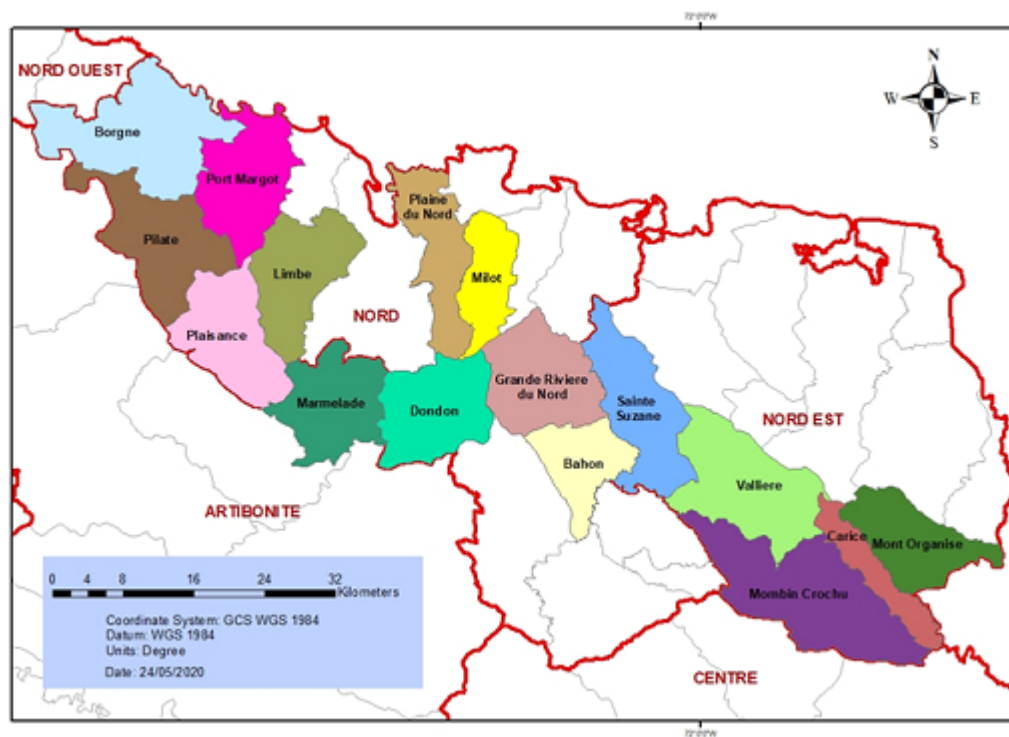 N
W E
S
NORD OUEST
Borgne
Port Margot
Plaine
du Nord
Pilate
Limbe
Milot
NORD
Plaisance
Grande Riviere
du Nord
Marmelade
Dondon
Sainte
Suzane
NORD EST
Bahon
Valliere
ARTIBONITE
Carice
Mont Organise
Mombin Crochu
CENTRE
0 4 8 16 24 32
Kilometers
Coordinate System: GCS WGS 1984
Datum: WGS 1984
Units: Degree
Date: 24/05/2020